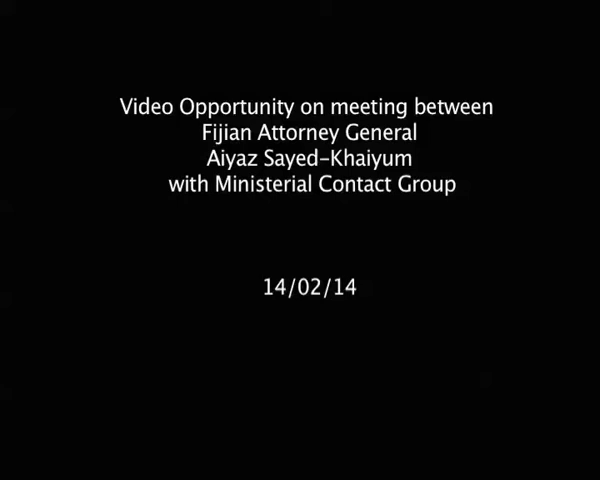 Video Opportunity on meeting between
Fijian Attorney General
Aiyaz Sayed-Khaiyum
with Ministerial Contact Group
14/02/14